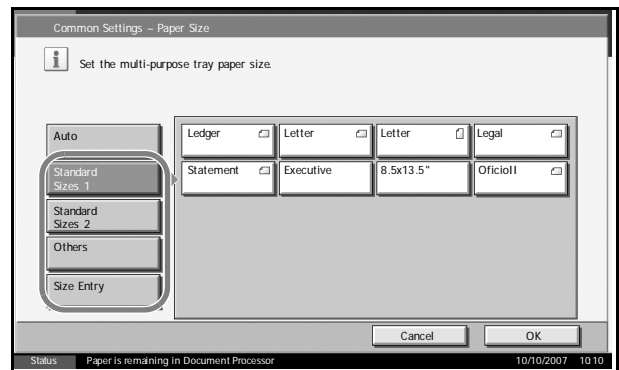 Common Settings – Paper Size
Set the multi-purpose tray paper size.
Auto
Standard
Sizes 1
Standard
Sizes 2
Others
Size Entry
Ledger
Letter
Letter
Legal
Statement
Executive
8.5x13.5"
OficioII
Cancel
OK
Status Paper is remaining in Document Processor 10/10/2007 10:10